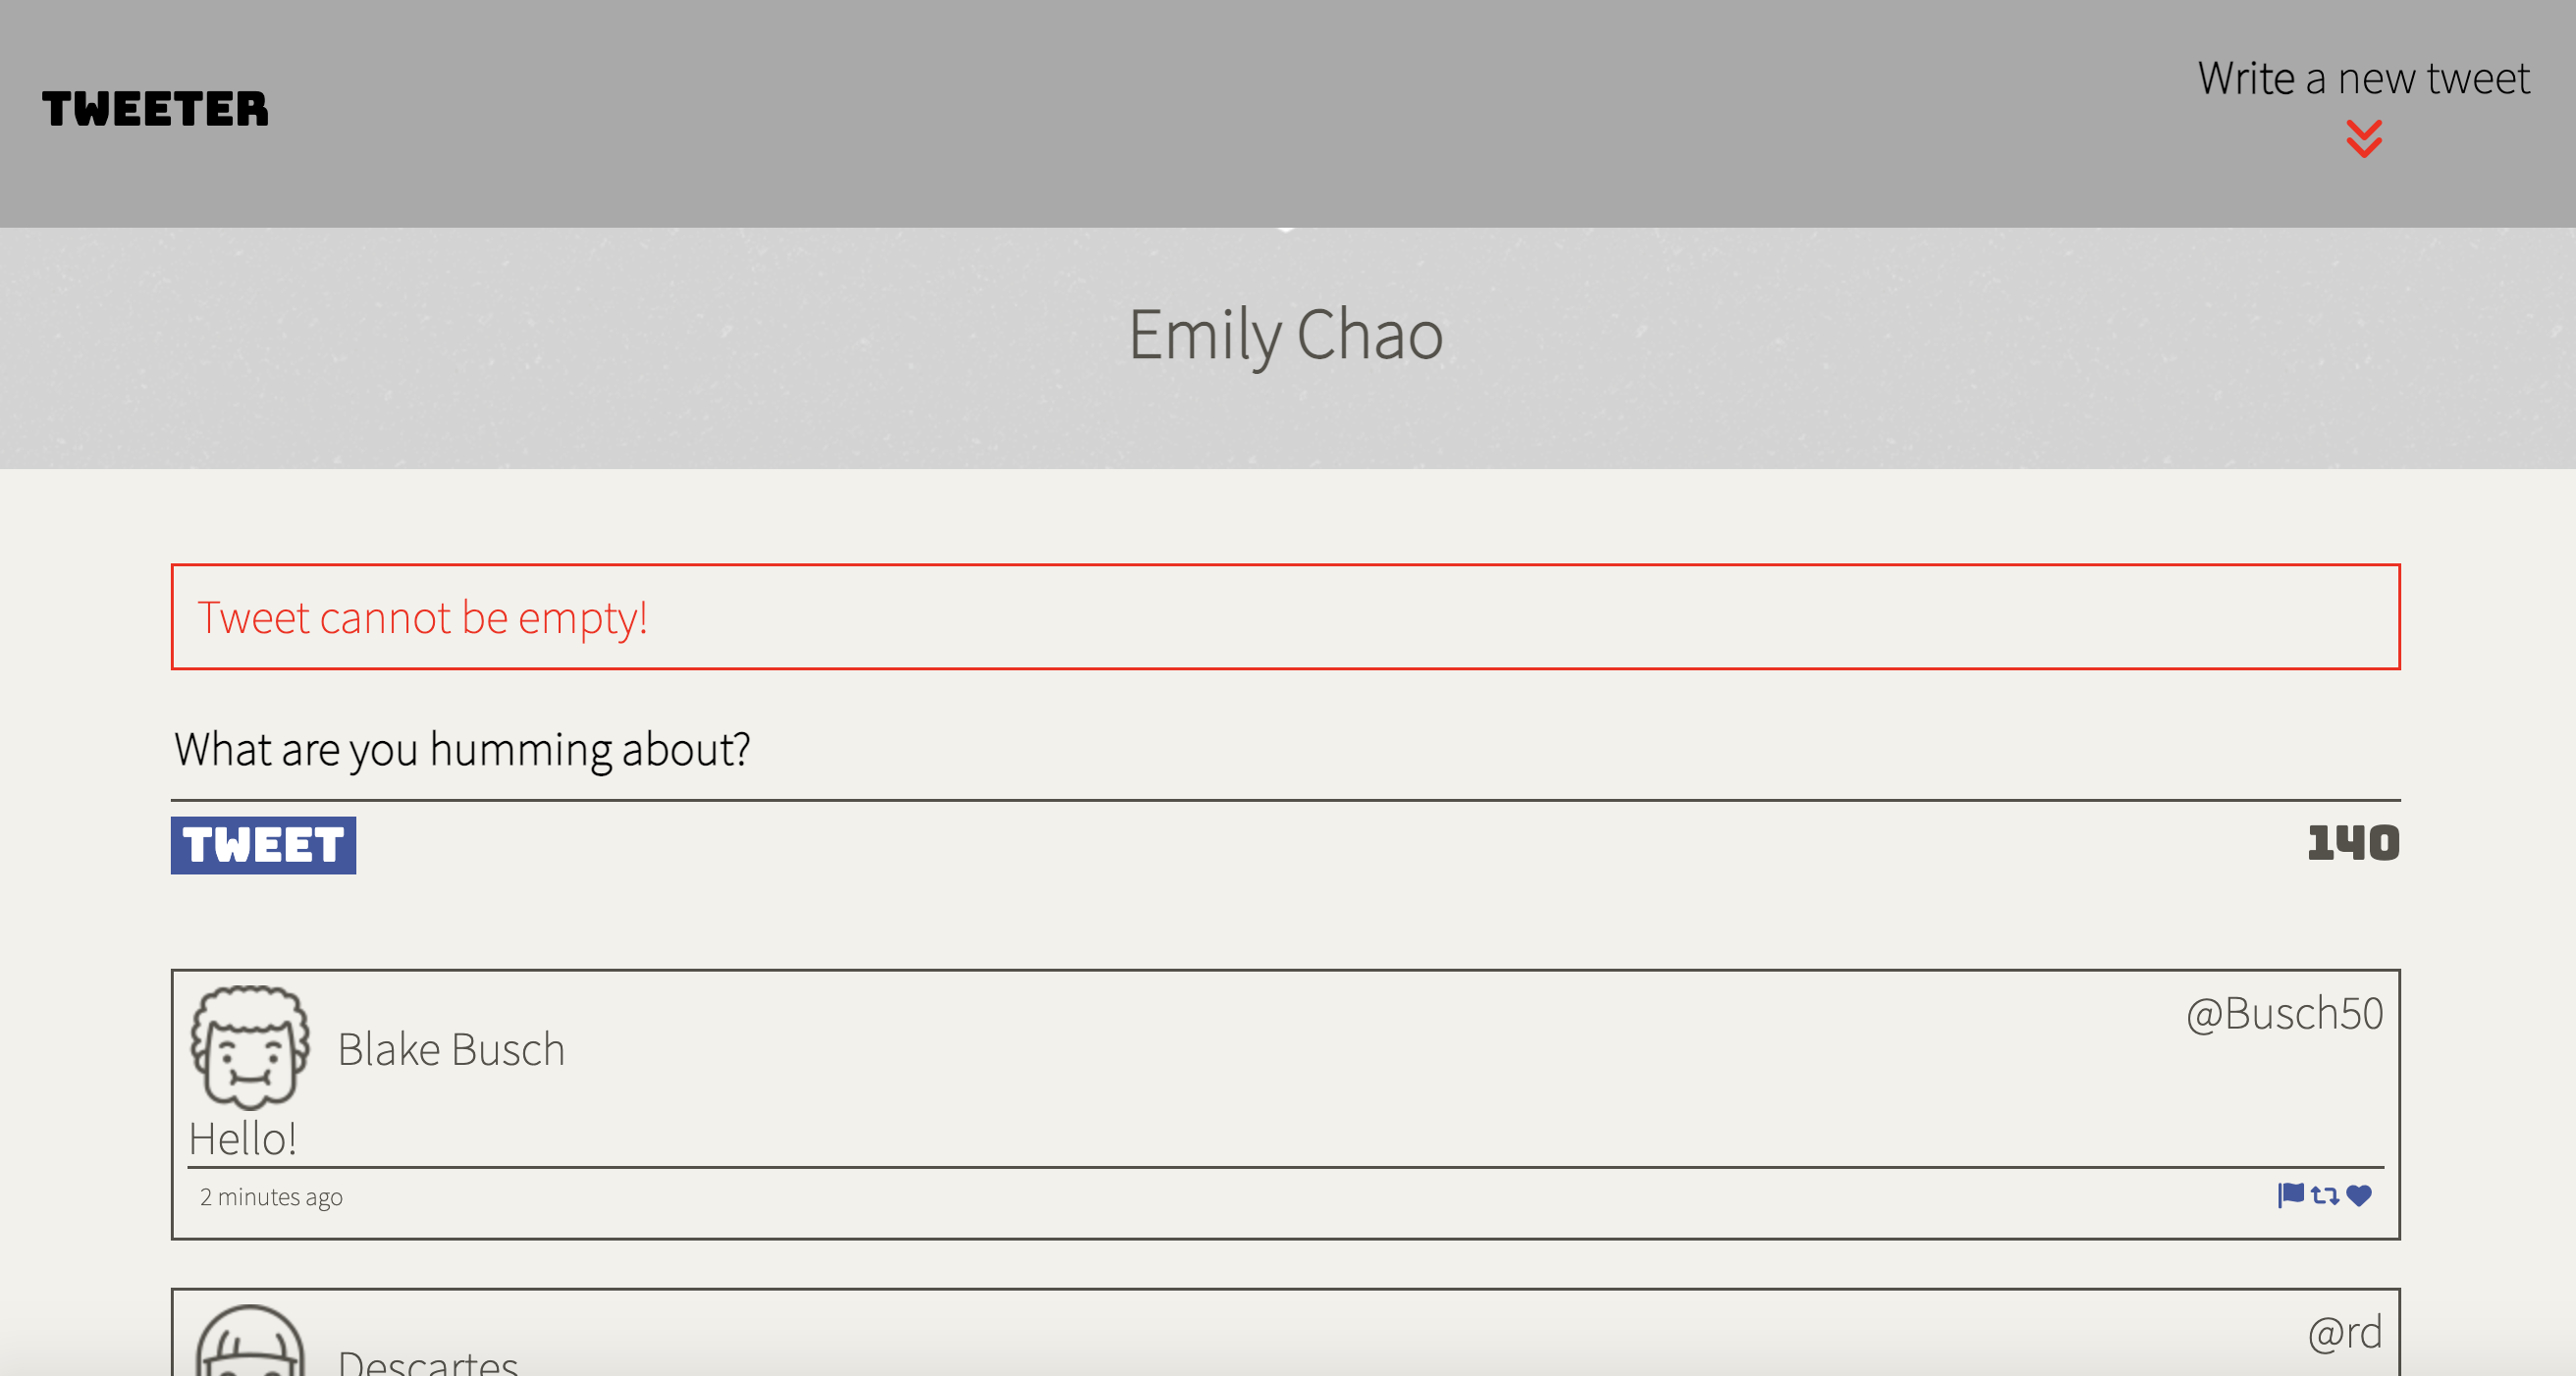 TWEETER
Write a new tweet
Emily Chao
Tweet cannot be empty!
What are you humming about?
TWEET
140
Blake Busch
@Busch50
Hello!
2 minutes ago
Descartes
@rd